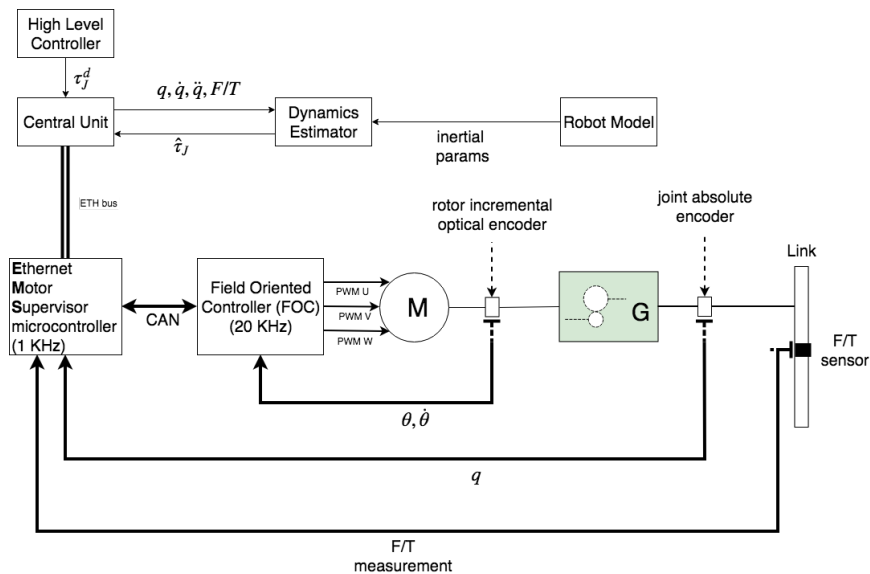 High Level
Controller
τ_J^d
q, q̇, q̈, F/T
Central Unit
Dynamics
Estimator
Robot Model
τ̂_J
inertial
params
ETH bus
rotor incremental
optical encoder
joint absolute
encoder
Link
Ethernet
Motor
Supervisor
microcontroller
(1 KHz)
CAN
Field Oriented
Controller (FOC)
(20 KHz)
PWM U
PWM V
PWM W
M
G
F/T
sensor
θ, θ̇
q
F/T
measurement